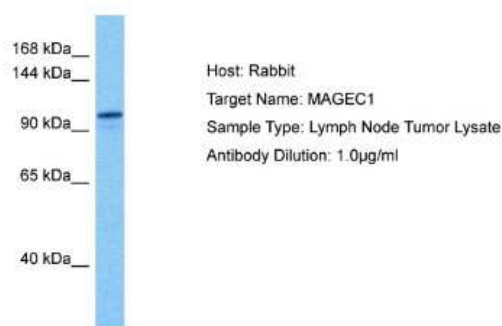 168 kDa__
144 kDa__
90 kDa__
65 kDa__
40 kDa__
Host: Rabbit
Target Name: MAGEC1
Sample Type: Lymph Node Tumor Lysate
Antibody Dilution: 1.0µg/ml